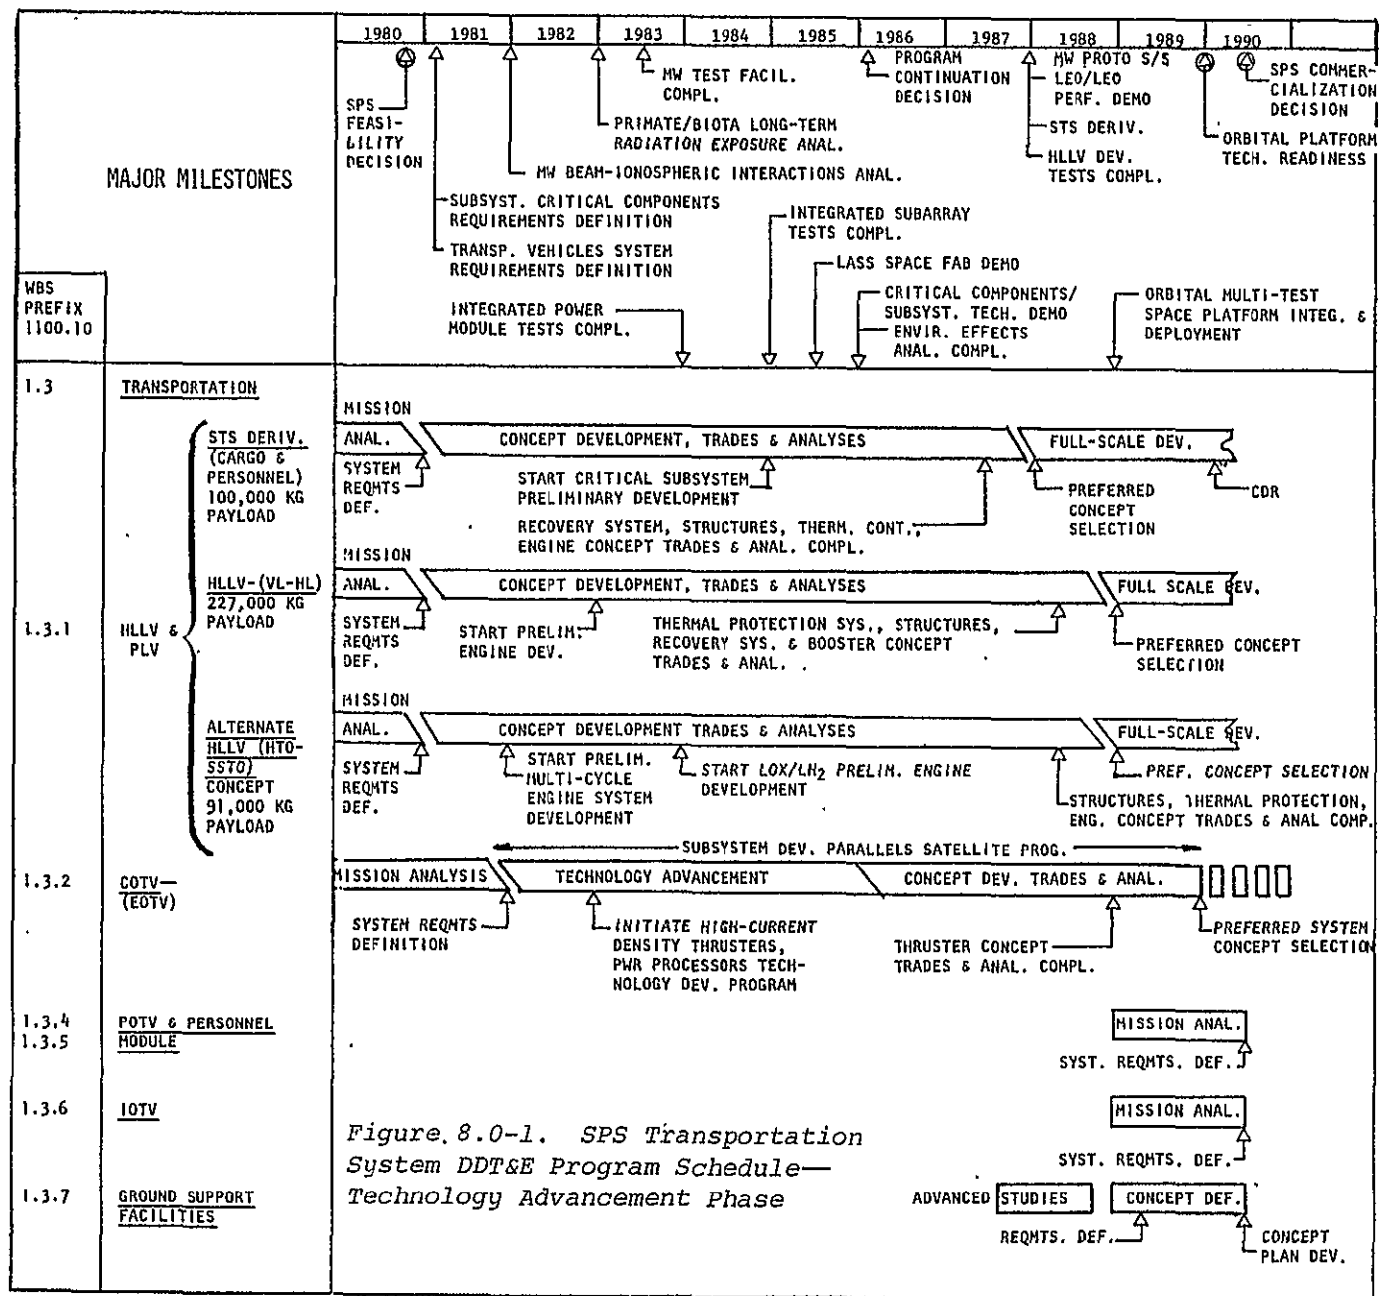 1980 1981 1982 1983 1984 1985 1986 1987 1988 1989 1990
MAJOR MILESTONES
SPS
FEASI-
BILITY
DECISION
MW TEST FACIL.
COMPL.
PROGRAM
CONTINUATION
DECISION
MW PROTO S/S
LEO/LEO
PERF. DEMO
STS DERIV.
HLLV DEV.
TESTS COMPL.
SPS COMMER-
CIALIZATION
DECISION
ORBITAL PLATFORM
TECH. READINESS
PRIMATE/BIOTA LONG-TERM
RADIATION EXPOSURE ANAL.
MW BEAM-IONOSPHERIC INTERACTIONS ANAL.
SUBSYST. CRITICAL COMPONENTS
REQUIREMENTS DEFINITION
TRANSP. VEHICLES SYSTEM
REQUIREMENTS DEFINITION
INTEGRATED SUBARRAY
TESTS COMPL.
LASS SPACE FAB DEMO
INTEGRATED POWER
MODULE TESTS COMPL.
CRITICAL COMPONENTS/
SUBSYST. TECH. DEMO
ENVIR. EFFECTS
ANAL. COMPL.
ORBITAL MULTI-TEST
SPACE PLATFORM INTEG. &
DEPLOYMENT
WBS
PREFIX
1100.10
1.3 TRANSPORTATION
1.3.1 HLLV &
PLV
STS DERIV.
(CARGO &
PERSONNEL)
100,000 KG
PAYLOAD
MISSION
ANAL. CONCEPT DEVELOPMENT, TRADES & ANALYSES FULL-SCALE DEV.
SYSTEM
REQMTS
DEF.
START CRITICAL SUBSYSTEM
PRELIMINARY DEVELOPMENT
RECOVERY SYSTEM, STRUCTURES, THERM. CONT.,
ENGINE CONCEPT TRADES & ANAL. COMPL.
PREFERRED
CONCEPT
SELECTION
CDR
HLLV-(VL-HL)
227,000 KG
PAYLOAD
MISSION
ANAL. CONCEPT DEVELOPMENT, TRADES & ANALYSES FULL SCALE DEV.
SYSTEM
REQMTS
DEF.
START PRELIM.
ENGINE DEV.
THERMAL PROTECTION SYS., STRUCTURES,
RECOVERY SYS. & BOOSTER CONCEPT
TRADES & ANAL.
PREFERRED CONCEPT
SELECTION
ALTERNATE
HLLV (HTO-
SSTO)
CONCEPT
91,000 KG
PAYLOAD
MISSION
ANAL. CONCEPT DEVELOPMENT TRADES & ANALYSES FULL-SCALE DEV.
SYSTEM
REQMTS
DEF.
START PRELIM.
MULTI-CYCLE
ENGINE SYSTEM
DEVELOPMENT
START LOX/LH2 PRELIM. ENGINE
DEVELOPMENT
PREF. CONCEPT SELECTION
STRUCTURES, THERMAL PROTECTION,
ENG. CONCEPT TRADES & ANAL COMP.
SUBSYSTEM DEV. PARALLELS SATELLITE PROG.
1.3.2 COTV—
(EOTV)
MISSION ANALYSIS TECHNOLOGY ADVANCEMENT CONCEPT DEV. TRADES & ANAL.
SYSTEM REQMTS
DEFINITION
INITIATE HIGH-CURRENT
DENSITY THRUSTERS,
PWR PROCESSORS TECH-
NOLOGY DEV. PROGRAM
THRUSTER CONCEPT
TRADES & ANAL. COMPL.
PREFERRED SYSTEM
CONCEPT SELECTION
1.3.4 POTV & PERSONNEL
1.3.5 MODULE
MISSION ANAL.
SYST. REQMTS. DEF.
1.3.6 IOTV
MISSION ANAL.
SYST. REQMTS. DEF.
1.3.7 GROUND SUPPORT
FACILITIES
ADVANCED STUDIES CONCEPT DEF.
REQMTS. DEF.
CONCEPT
PLAN DEV.
Figure 8.0-1. SPS Transportation
System DDT&E Program Schedule—
Technology Advancement Phase